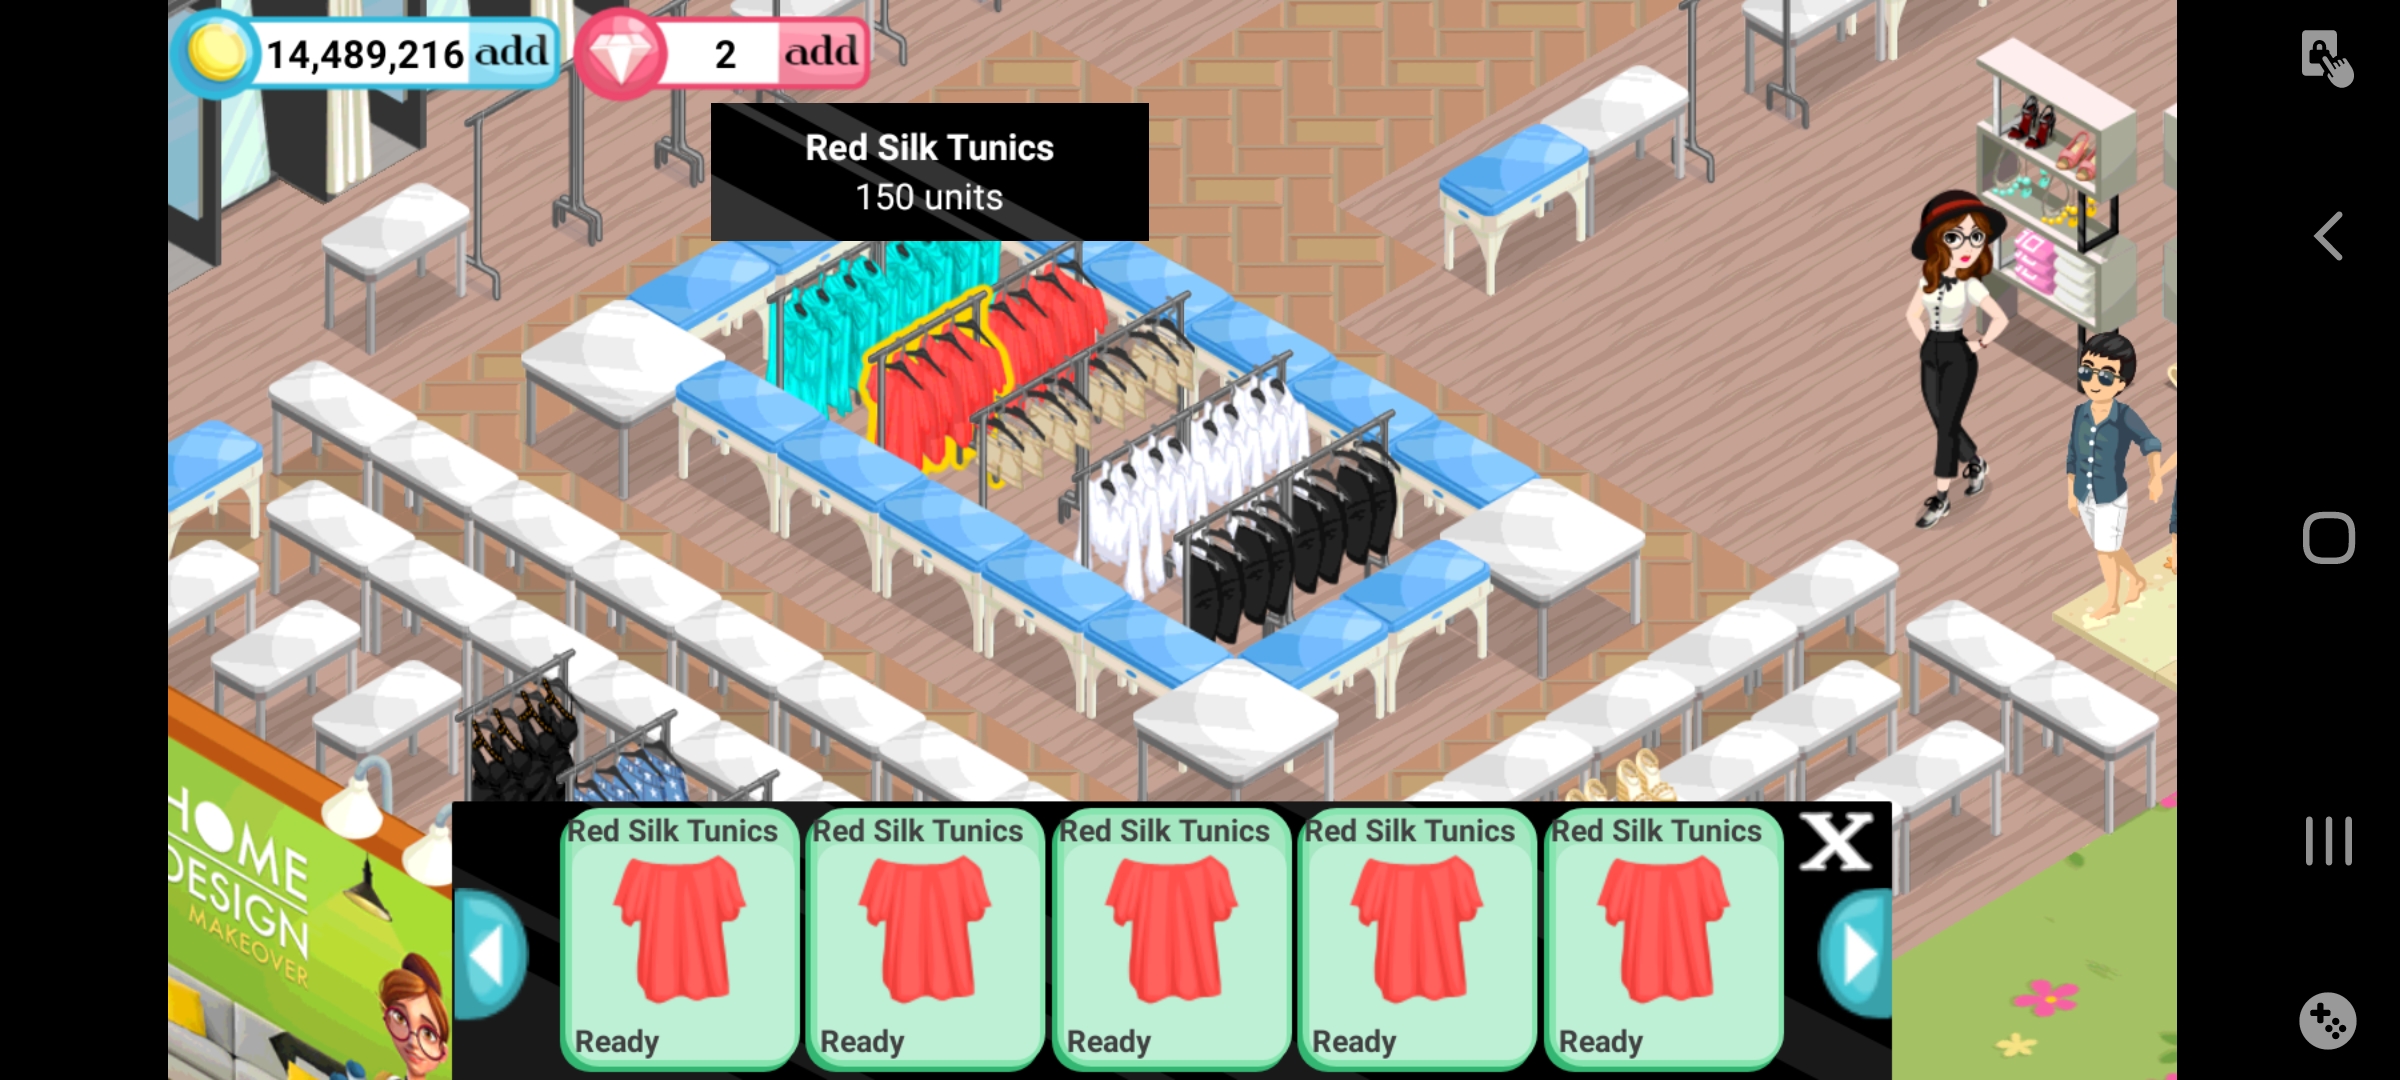 14,489,216 add 2 add
Red Silk Tunics
150 units
HOME
DESIGN
MAKEOVER
Red Silk Tunics Red Silk Tunics Red Silk Tunics Red Silk Tunics Red Silk Tunics X
Ready Ready Ready Ready Ready